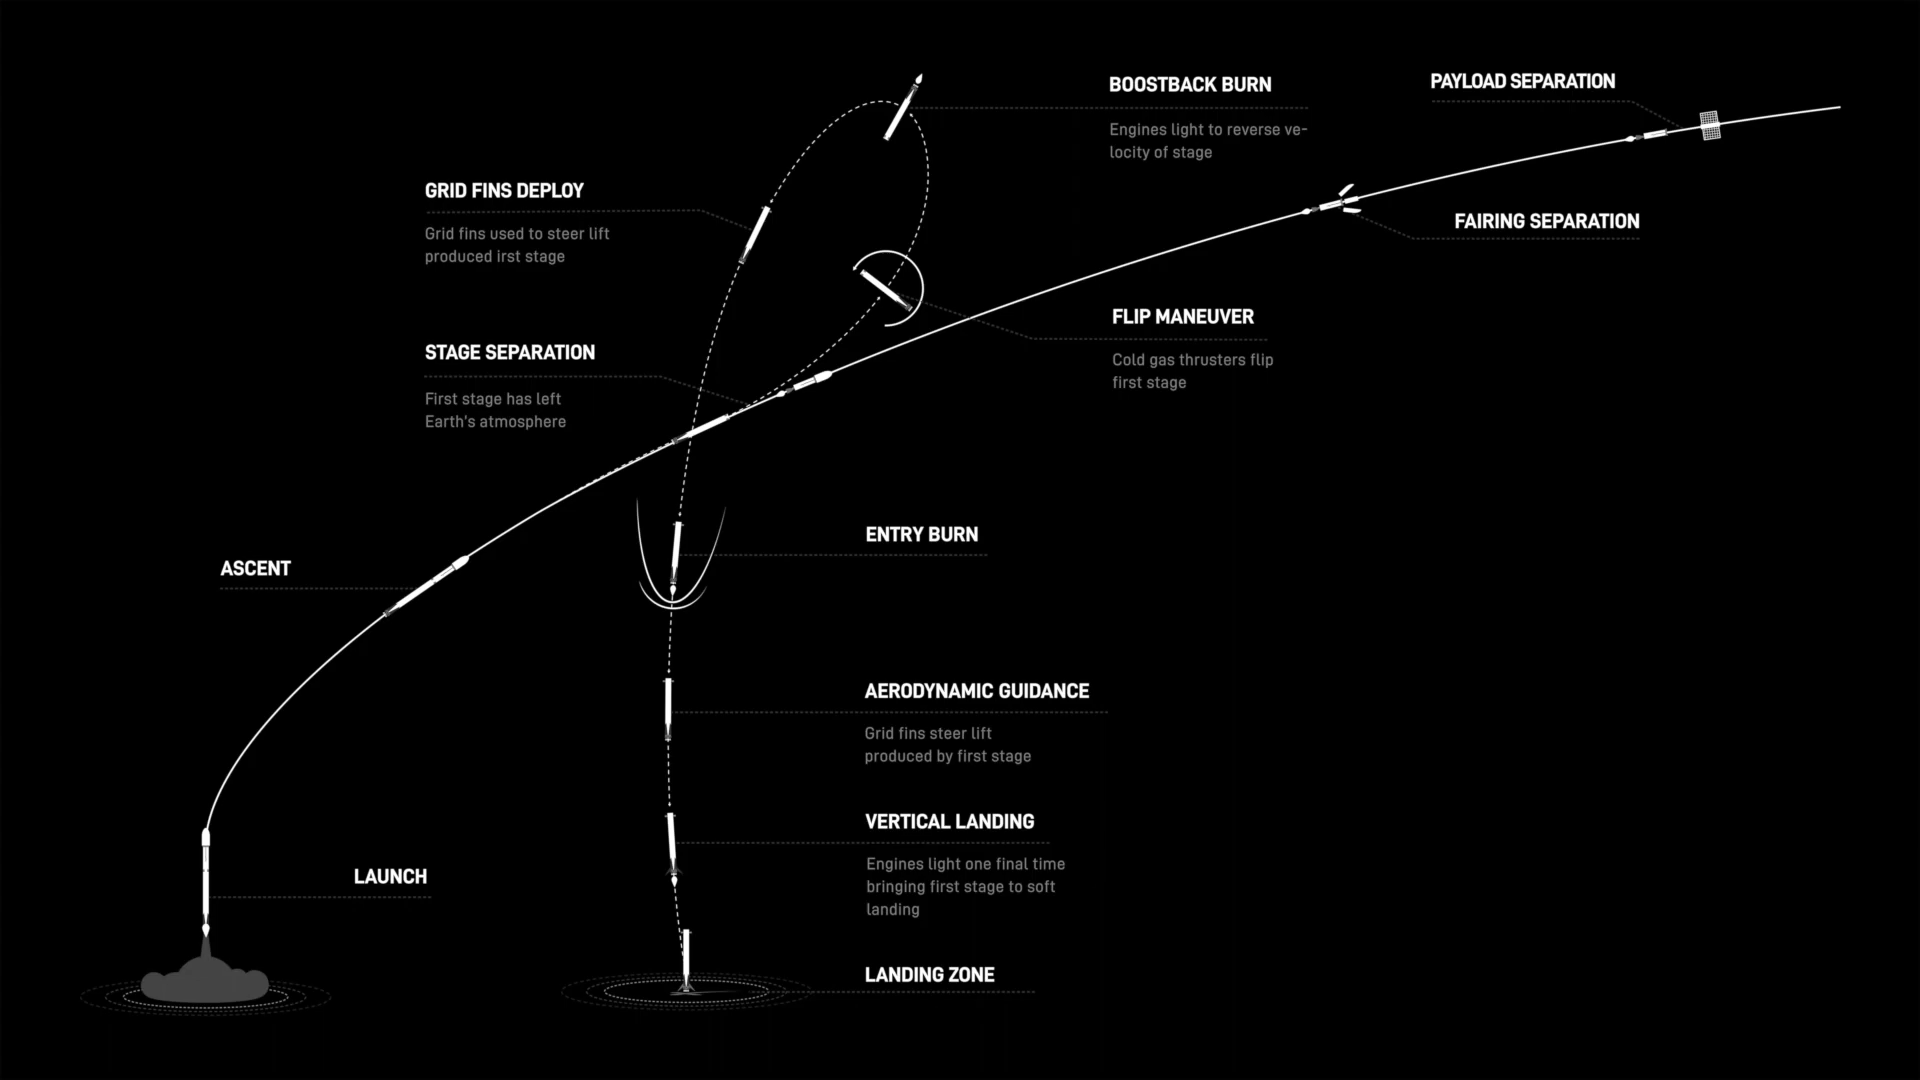 BOOSTBACK BURN
Engines light to reverse ve-
locity of stage
PAYLOAD SEPARATION
GRID FINS DEPLOY
Grid fins used to steer lift
produced irst stage
FAIRING SEPARATION
FLIP MANEUVER
Cold gas thrusters flip
first stage
STAGE SEPARATION
First stage has left
Earth's atmosphere
ENTRY BURN
ASCENT
AERODYNAMIC GUIDANCE
Grid fins steer lift
produced by first stage
VERTICAL LANDING
Engines light one final time
bringing first stage to soft
landing
LAUNCH
LANDING ZONE